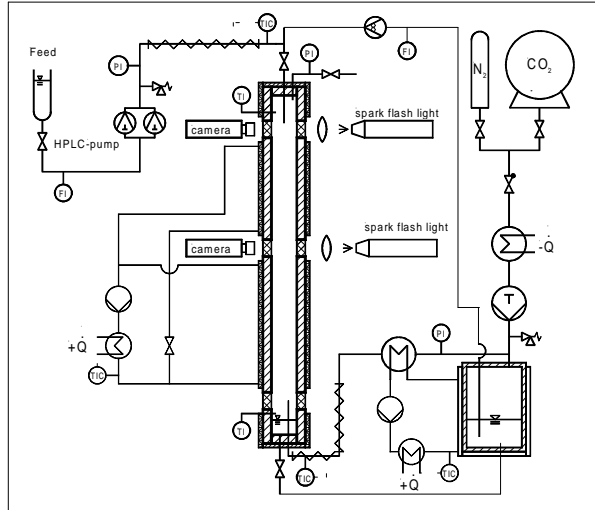 TIC
Feed
PI
PI
FI
N2
CO2
TI
spark flash light
camera
HPLC-pump
FI
spark flash light
camera
-Q̇
T
+Q̇
PI
TIC
TI
TIC
TIC
+Q̇